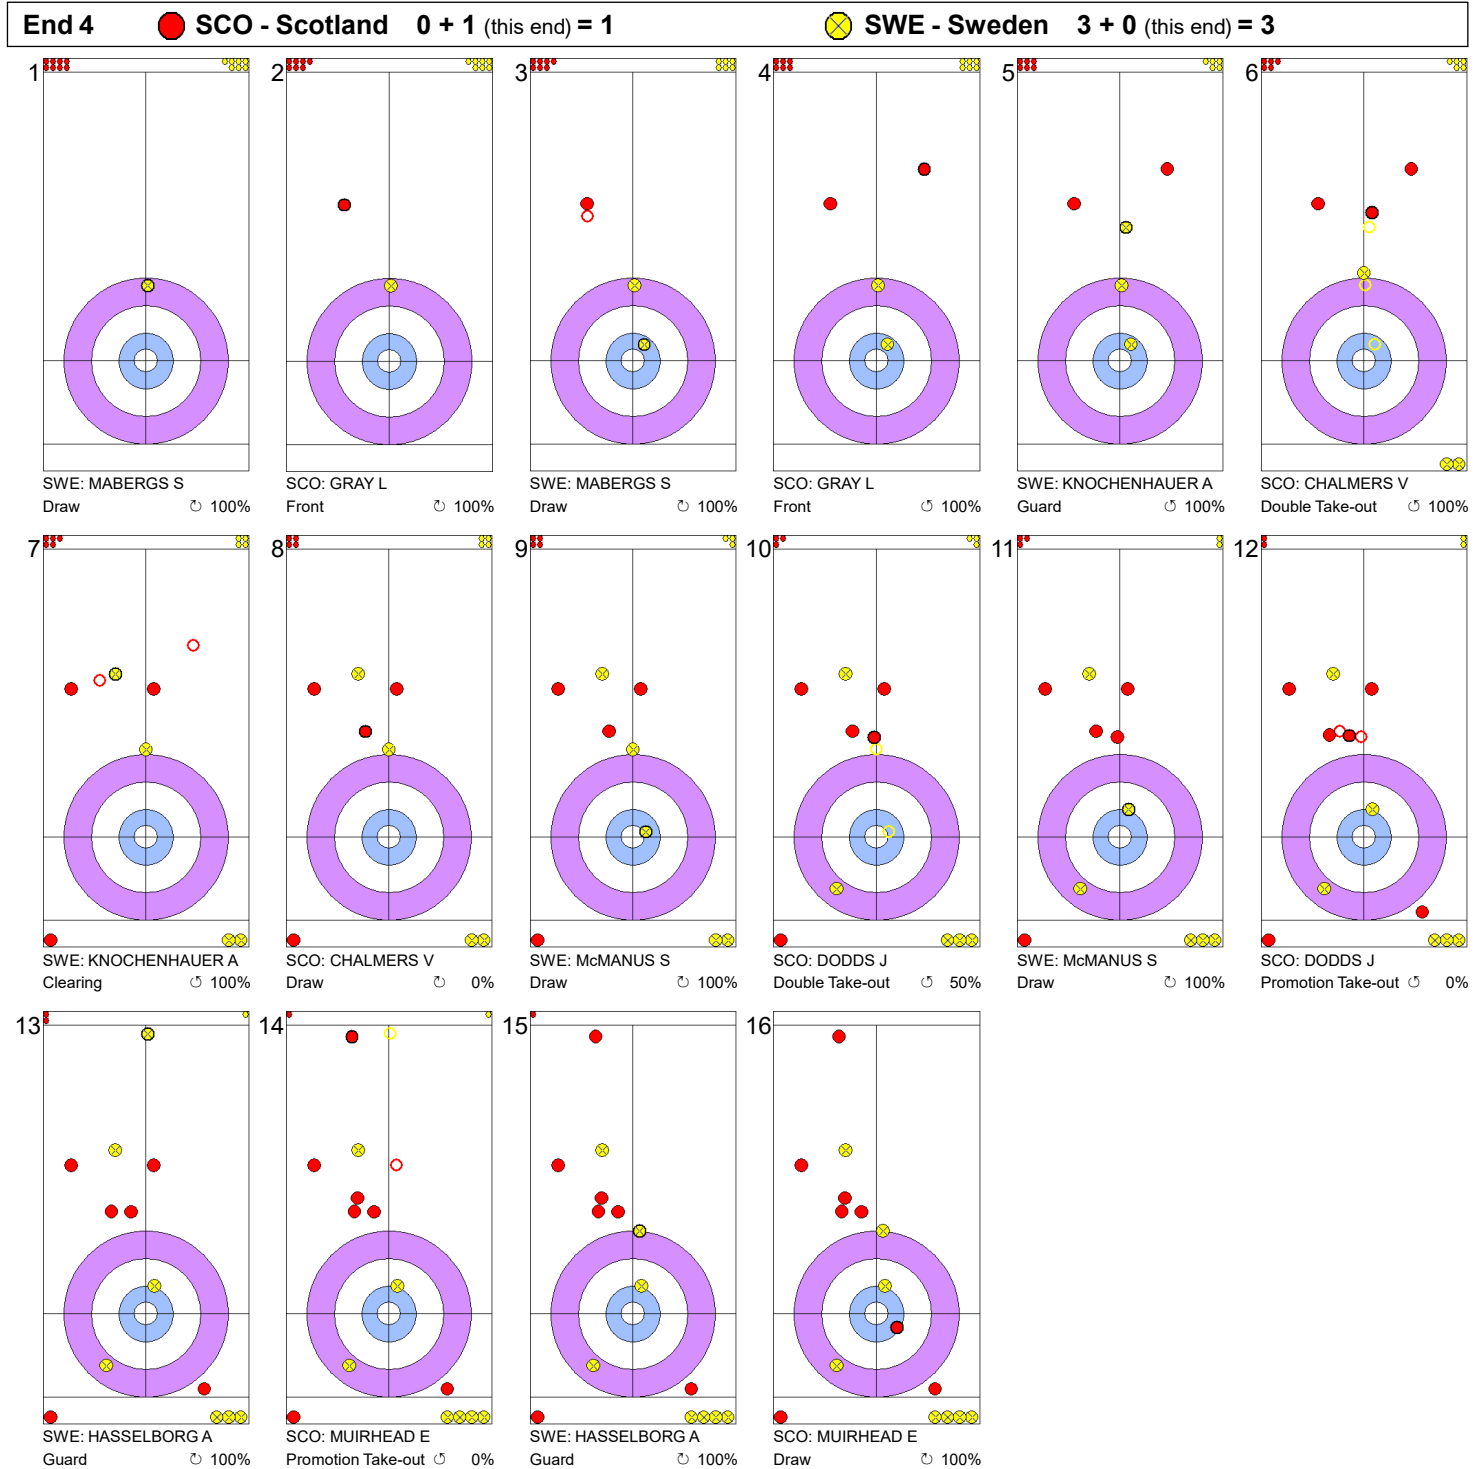 End 4 SCO - Scotland 0 + 1 (this end) = 1 SWE - Sweden 3 + 0 (this end) = 3
1 2 3 4 5 6
SWE: MABERGS S SCO: GRAY L SWE: MABERGS S SCO: GRAY L SWE: KNOCHENHAUER A SCO: CHALMERS V
Draw ↻ 100% Front ↻ 100% Draw ↻ 100% Front ↺ 100% Guard ↺ 100% Double Take-out ↺ 100%
7 8 9 10 11 12
SWE: KNOCHENHAUER A SCO: CHALMERS V SWE: McMANUS S SCO: DODDS J SWE: McMANUS S SCO: DODDS J
Clearing ↺ 100% Draw ↻ 0% Draw ↻ 100% Double Take-out ↺ 50% Draw ↺ 100% Promotion Take-out ↺ 0%
13 14 15 16
SWE: HASSELBORG A SCO: MUIRHEAD E SWE: HASSELBORG A SCO: MUIRHEAD E
Guard ↻ 100% Promotion Take-out ↺ 0% Guard ↻ 100% Draw ↻ 100%